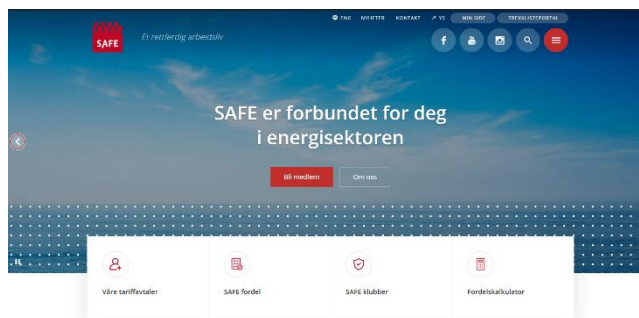 ENG NYHETER KONTAKT YS MIN SIDE TREKKLISTEPORTAL
SAFE
Et rettferdig arbeidsliv
SAFE er forbundet for deg
i energisektoren
Bli medlem Om oss
Våre tariffavtaler SAFE fordel SAFE klubber Fordelskalkulator